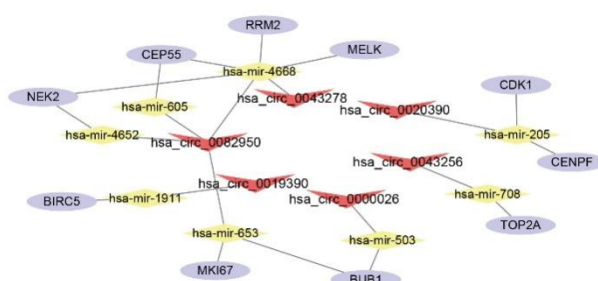 RRM2
CEP55
MELK
hsa-mir-4668
NEK2
hsa-mir-605
hsa_circ_0043278
hsa_circ_0020390
CDK1
hsa-mir-4652
hsa_circ_0082950
hsa-mir-205
hsa_circ_0043256
CENPF
hsa_circ_0019390
BIRC5
hsa-mir-1911
hsa_circ_0000026
hsa-mir-708
TOP2A
hsa-mir-653
hsa-mir-503
MKI67
BUB1